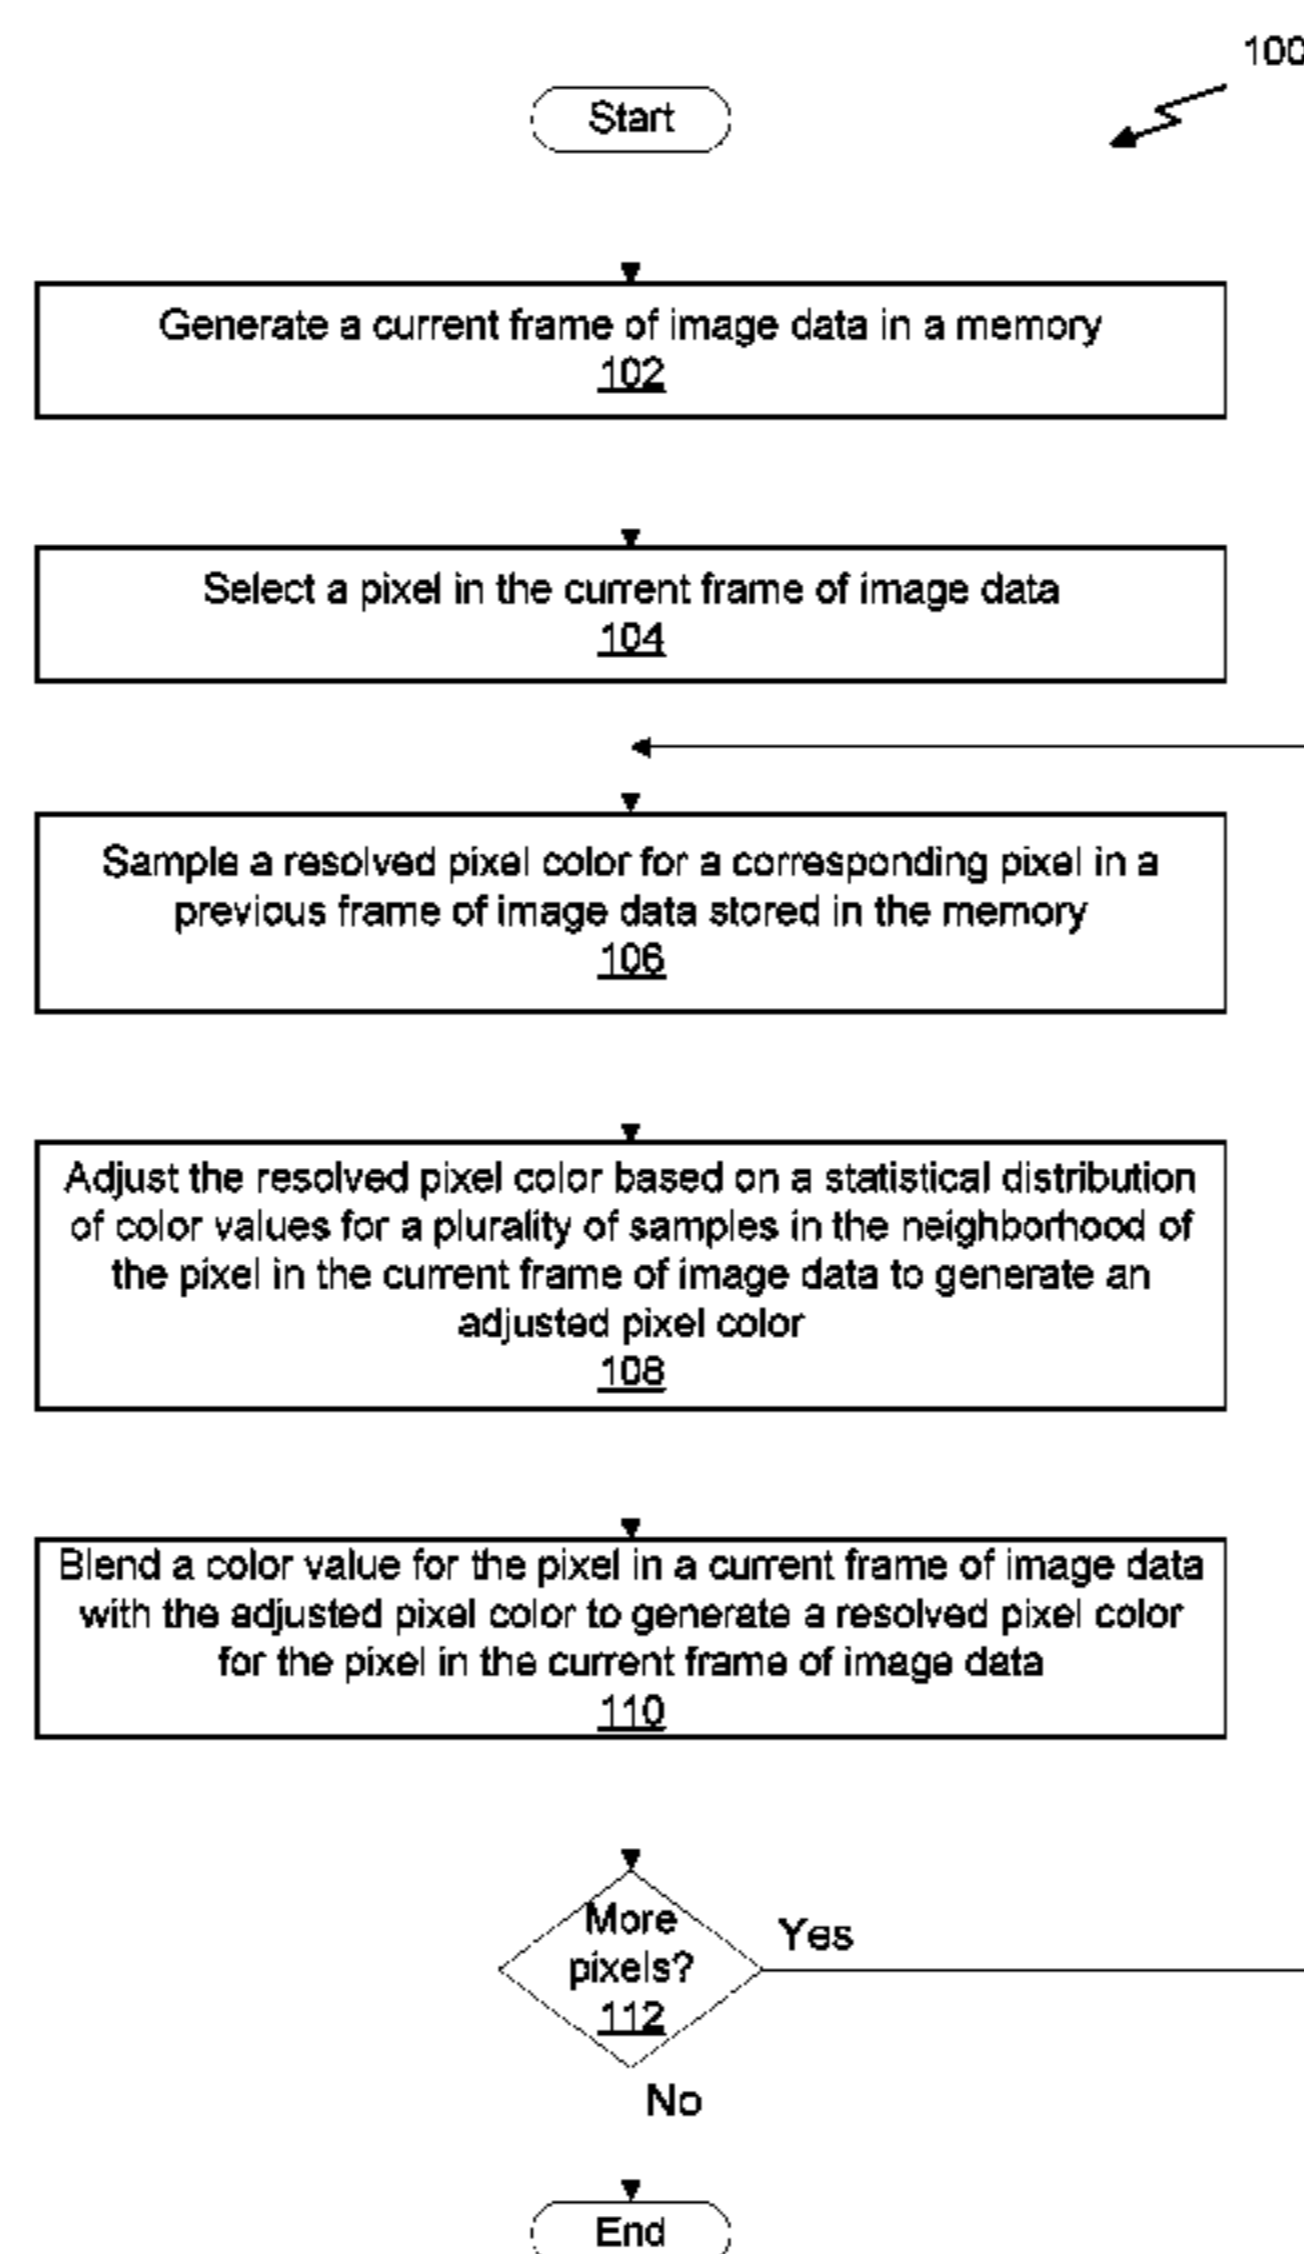 100
Start
Generate a current frame of image data in a memory
102
Select a pixel in the current frame of image data
104
Sample a resolved pixel color for a corresponding pixel in a
previous frame of image data stored in the memory
106
Adjust the resolved pixel color based on a statistical distribution
of color values for a plurality of samples in the neighborhood of
the pixel in the current frame of image data to generate an
adjusted pixel color
108
Blend a color value for the pixel in a current frame of image data
with the adjusted pixel color to generate a resolved pixel color
for the pixel in the current frame of image data
110
More
pixels?
112
Yes
No
End